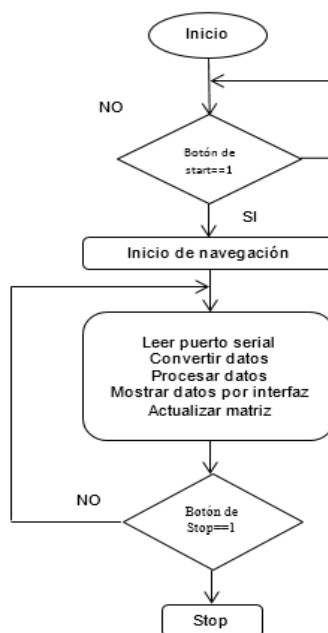 Inicio
NO
Botón de
start==1
SI
Inicio de navegación
Leer puerto serial
Convertir datos
Procesar datos
Mostrar datos por interfaz
Actualizar matriz
NO
Botón de
Stop==1
Stop